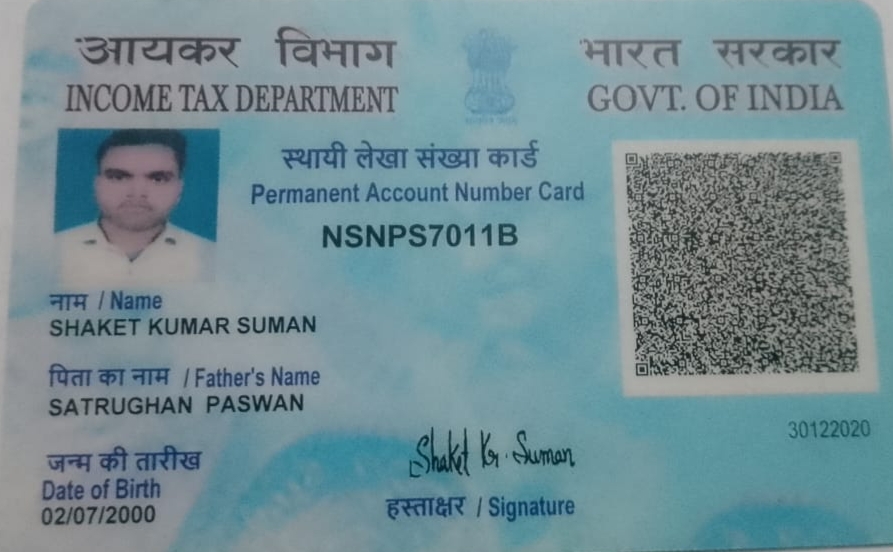 आयकर विभाग
INCOME TAX DEPARTMENT
भारत सरकार
GOVT. OF INDIA
स्थायी लेखा संख्या कार्ड
Permanent Account Number Card
NSNPS7011B
नाम / Name
SHAKET KUMAR SUMAN
पिता का नाम / Father's Name
SATRUGHAN PASWAN
जन्म की तारीख
Date of Birth
02/07/2000
Shaket Kr. Suman
हस्ताक्षर / Signature
30122020